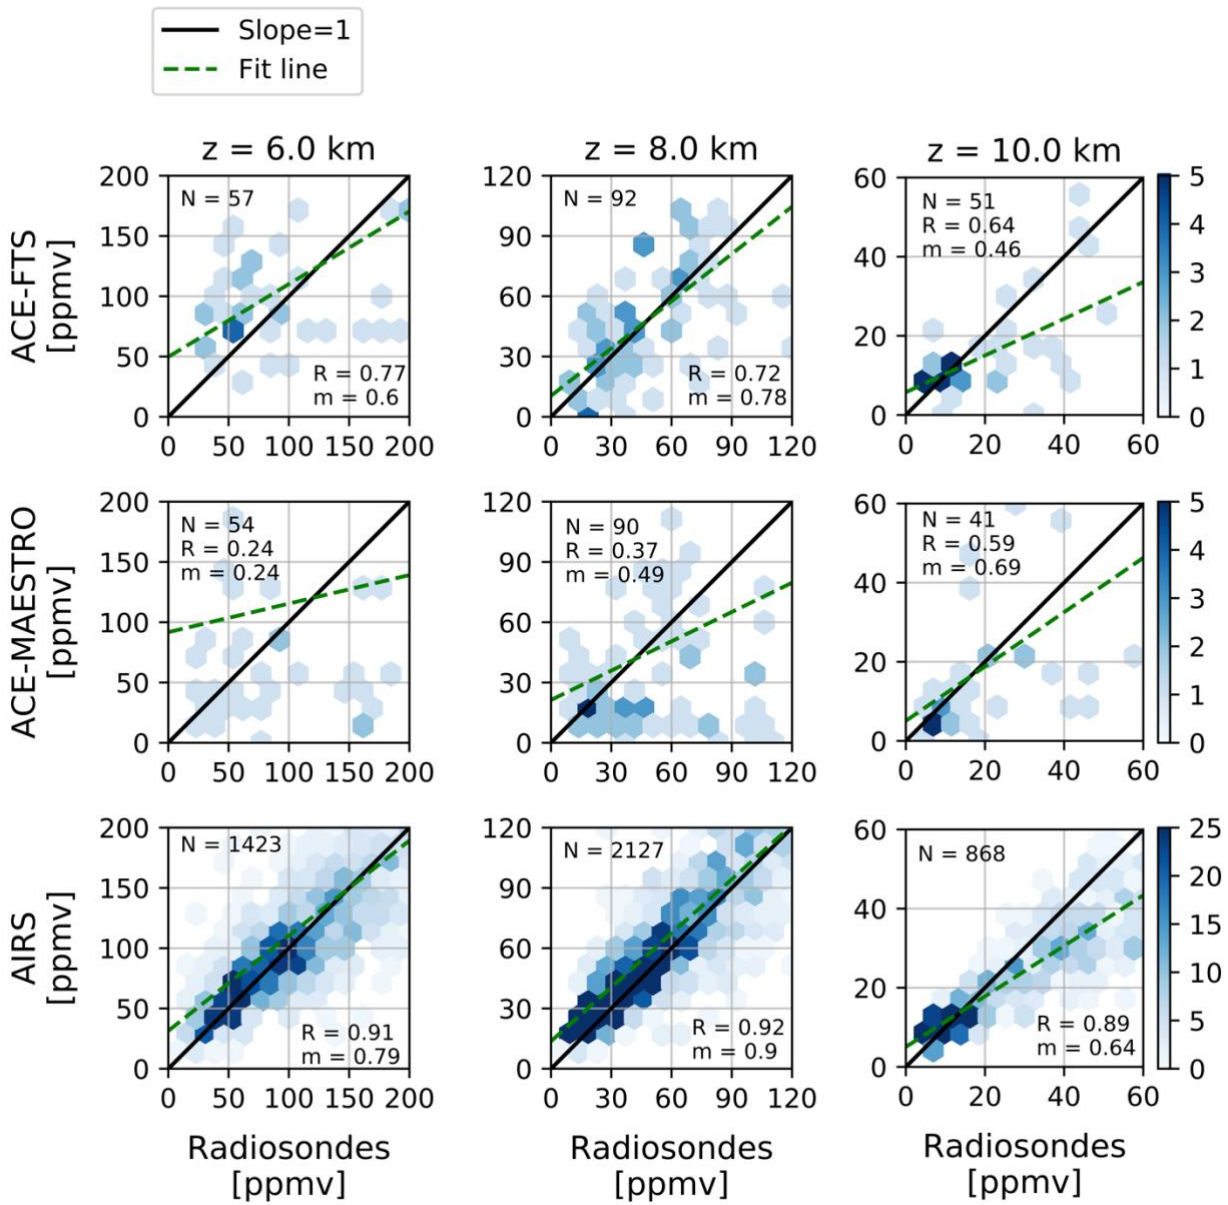 Slope=1
Fit line
z = 6.0 km
z = 8.0 km
z = 10.0 km
ACE-FTS
[ppmv]
200
150
100
50
0
N = 57
R = 0.77
m = 0.6
0 50 100 150 200
120
90
60
30
0
N = 92
R = 0.72
m = 0.78
0 30 60 90 120
60
40
20
0
N = 51
R = 0.64
m = 0.46
0 20 40 60
5
4
3
2
1
0
ACE-MAESTRO
[ppmv]
200
150
100
50
0
N = 54
R = 0.24
m = 0.24
0 50 100 150 200
120
90
60
30
0
N = 90
R = 0.37
m = 0.49
0 30 60 90 120
60
40
20
0
N = 41
R = 0.59
m = 0.69
0 20 40 60
5
4
3
2
1
0
AIRS
[ppmv]
200
150
100
50
0
N = 1423
R = 0.91
m = 0.79
0 50 100 150 200
Radiosondes
[ppmv]
120
90
60
30
0
N = 2127
R = 0.92
m = 0.9
0 30 60 90 120
Radiosondes
[ppmv]
60
40
20
0
N = 868
R = 0.89
m = 0.64
0 20 40 60
Radiosondes
[ppmv]
25
20
15
10
5
0